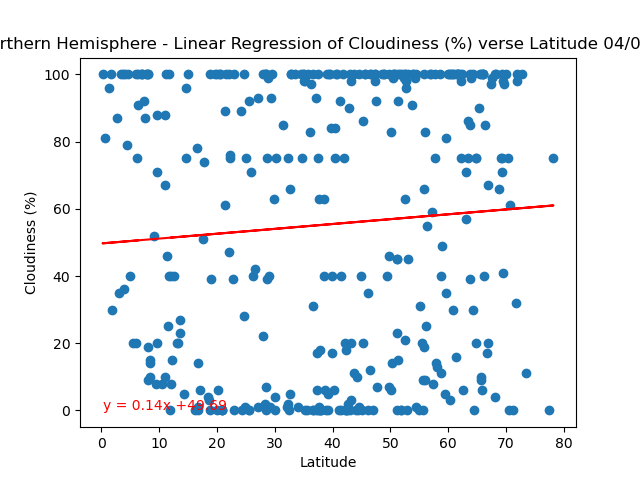 rthern Hemisphere - Linear Regression of Cloudiness (%) verse Latitude 04/0
100
80
60
40
20
0
Cloudiness (%)
y = 0.14x +49.69
0 10 20 30 40 50 60 70 80
Latitude